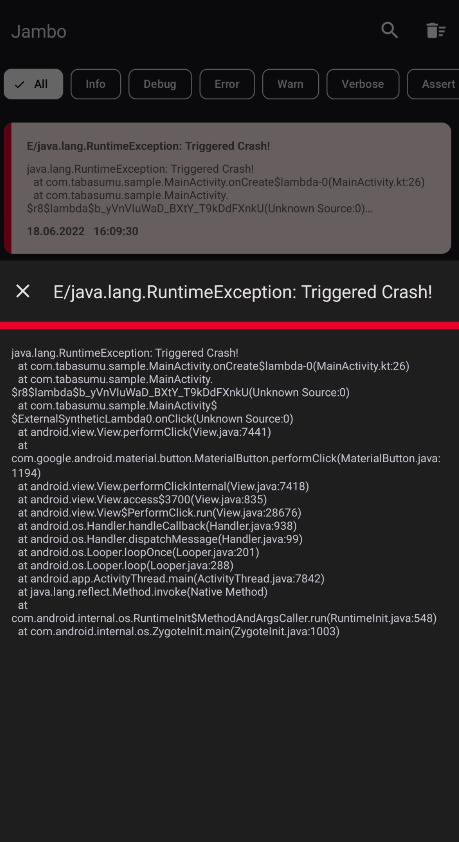 Jambo
All
Info
Debug
Error
Warn
Verbose
Assert
E/java.lang.RuntimeException: Triggered Crash!
java.lang.RuntimeException: Triggered Crash!
at com.tabasumu.sample.MainActivity.onCreate$lambda-0(MainActivity.kt:26)
at com.tabasumu.sample.MainActivity.
$r8$lambda$b_yVnVIuWaD_BXtY_T9kDdFXnkU(Unknown Source:0)...
18.06.2022 16:09:30
E/java.lang.RuntimeException: Triggered Crash!
java.lang.RuntimeException: Triggered Crash!
at com.tabasumu.sample.MainActivity.onCreate$lambda-0(MainActivity.kt:26)
at com.tabasumu.sample.MainActivity.
$r8$lambda$b_yVnVIuWaD_BXtY_T9kDdFXnkU(Unknown Source:0)
at com.tabasumu.sample.MainActivity$
$ExternalSyntheticLambda0.onClick(Unknown Source:0)
at android.view.View.performClick(View.java:7441)
at
com.google.android.material.button.MaterialButton.performClick(MaterialButton.java:
1194)
at android.view.View.performClickInternal(View.java:7418)
at android.view.View.access$3700(View.java:835)
at android.view.View$PerformClick.run(View.java:28676)
at android.os.Handler.handleCallback(Handler.java:938)
at android.os.Handler.dispatchMessage(Handler.java:99)
at android.os.Looper.loopOnce(Looper.java:201)
at android.os.Looper.loop(Looper.java:288)
at android.app.ActivityThread.main(ActivityThread.java:7842)
at java.lang.reflect.Method.invoke(Native Method)
at
com.android.internal.os.RuntimeInit$MethodAndArgsCaller.run(RuntimeInit.java:548)
at com.android.internal.os.ZygoteInit.main(ZygoteInit.java:1003)